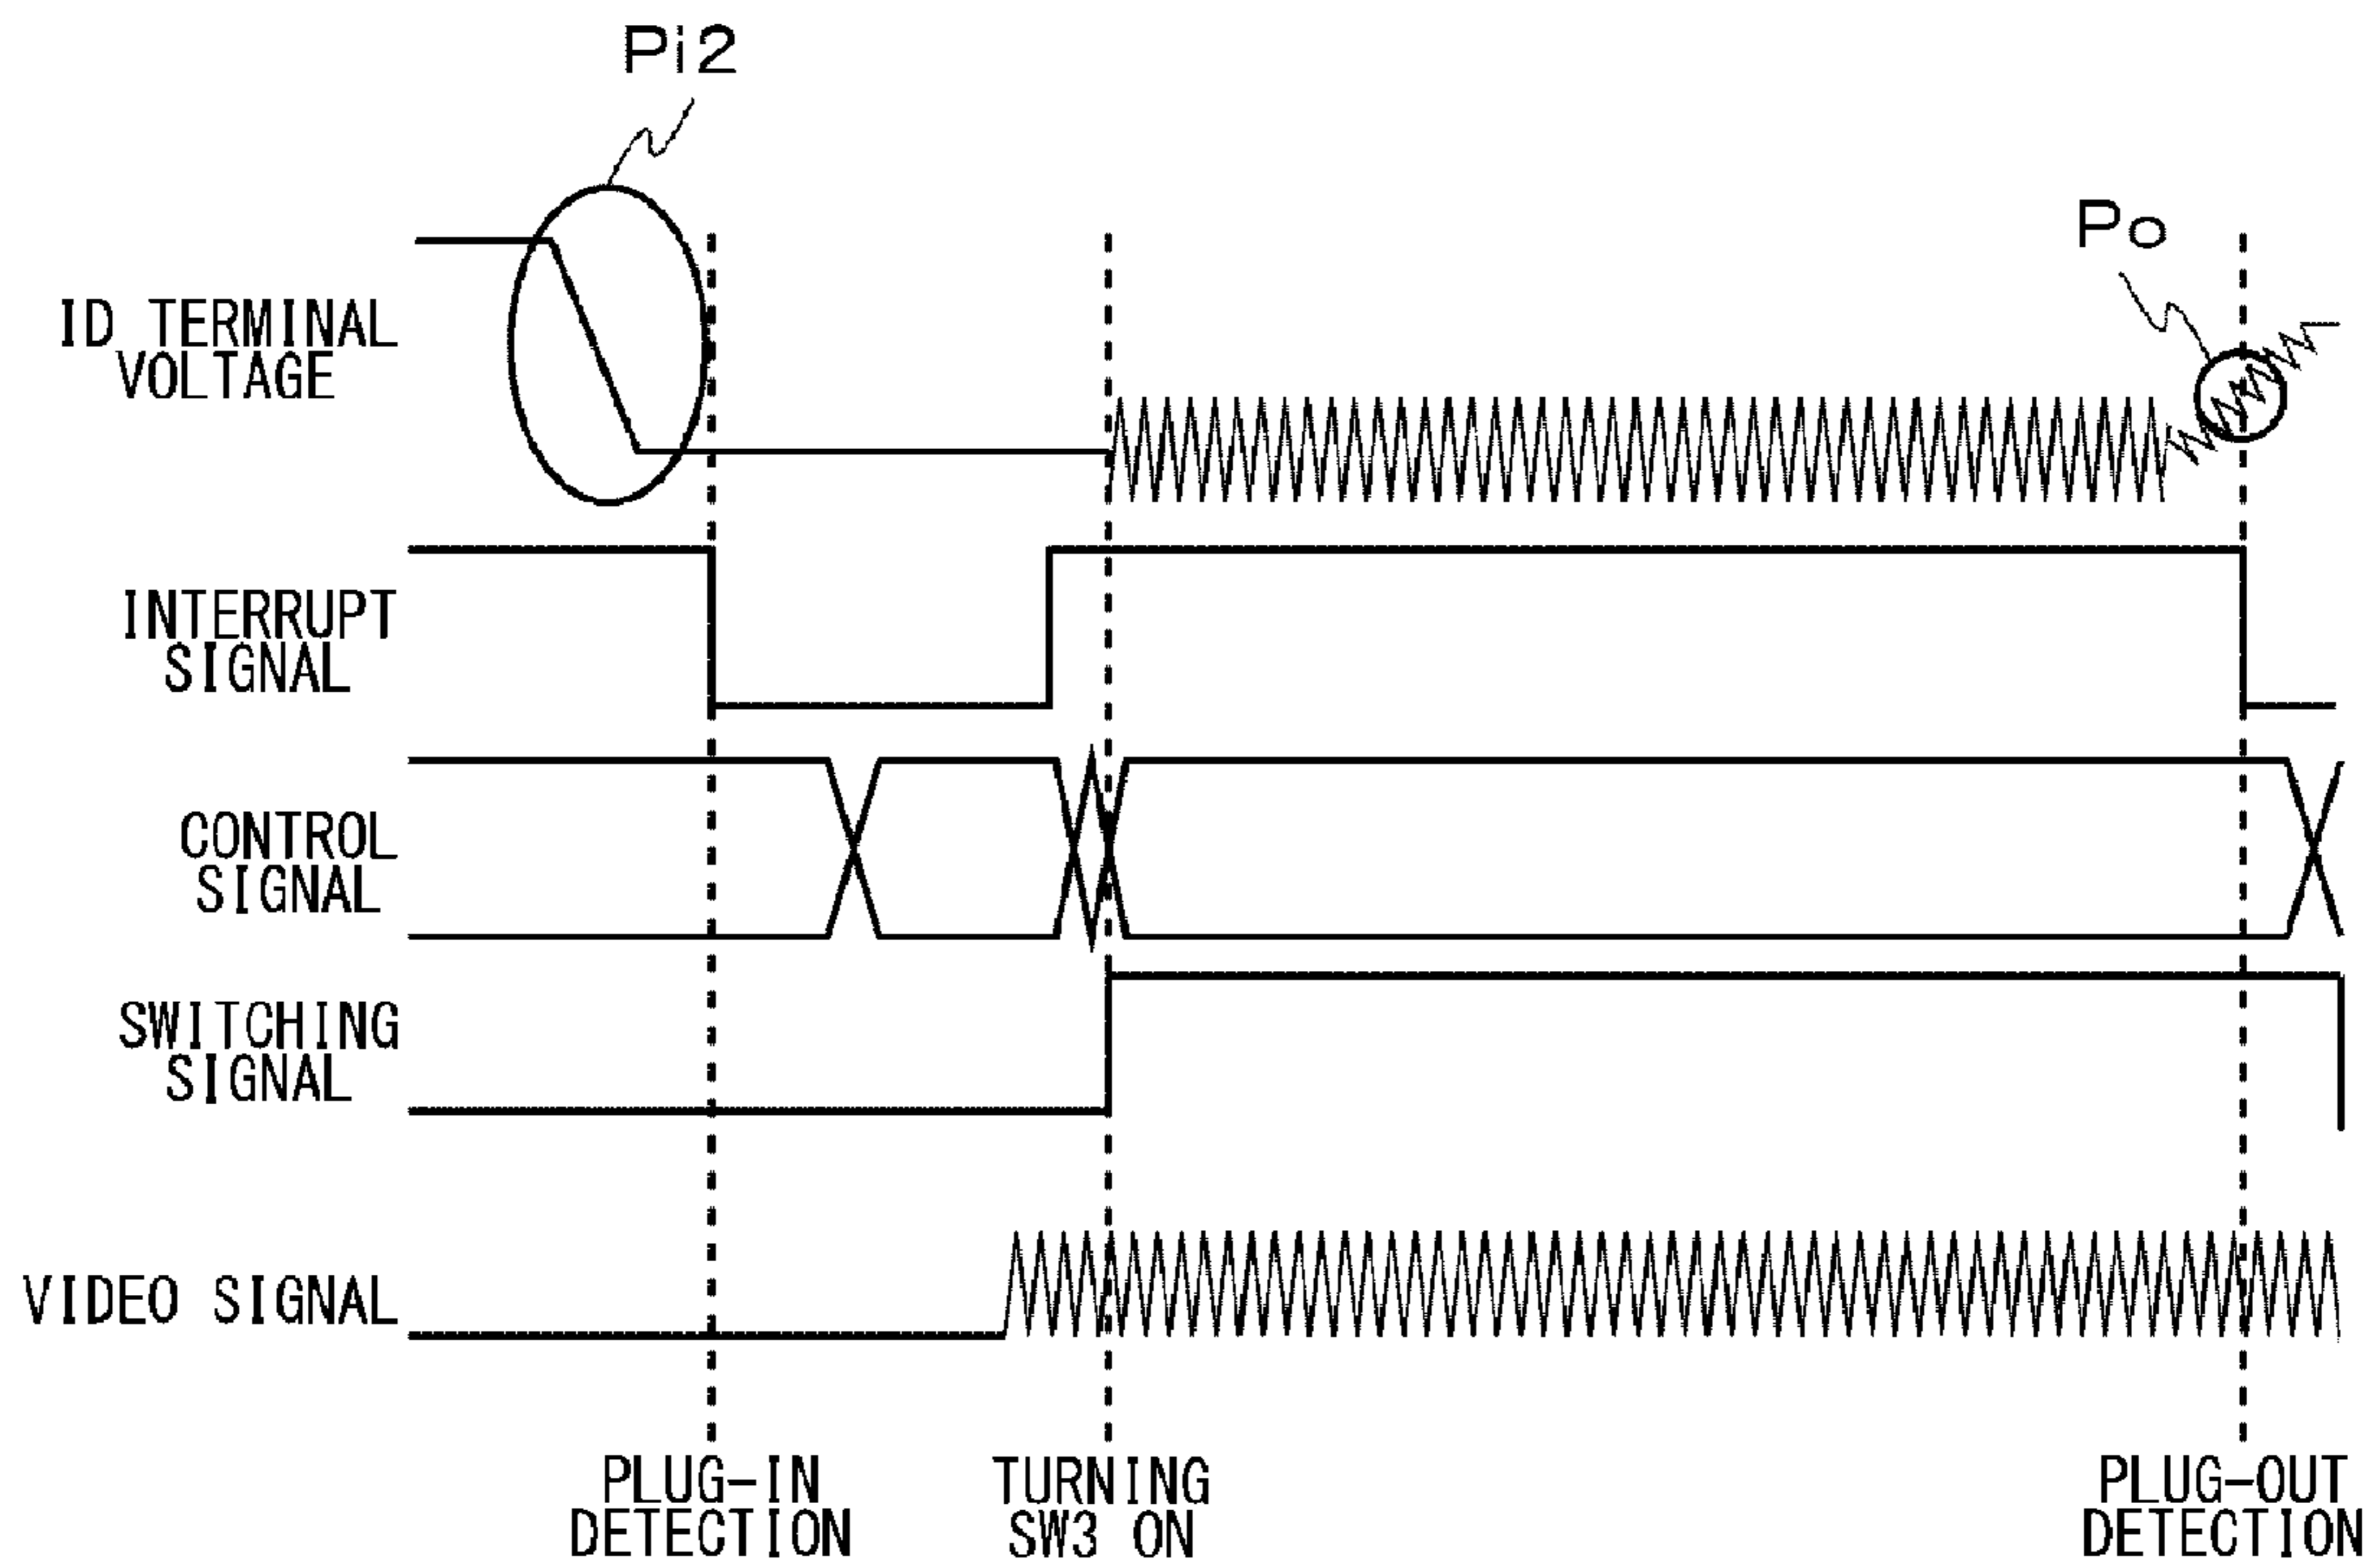 Pi2
Po
ID TERMINAL
VOLTAGE
INTERRUPT
SIGNAL
CONTROL
SIGNAL
SWITCHING
SIGNAL
VIDEO SIGNAL
PLUG-IN
DETECTION
TURNING
SW3 ON
PLUG-OUT
DETECTION